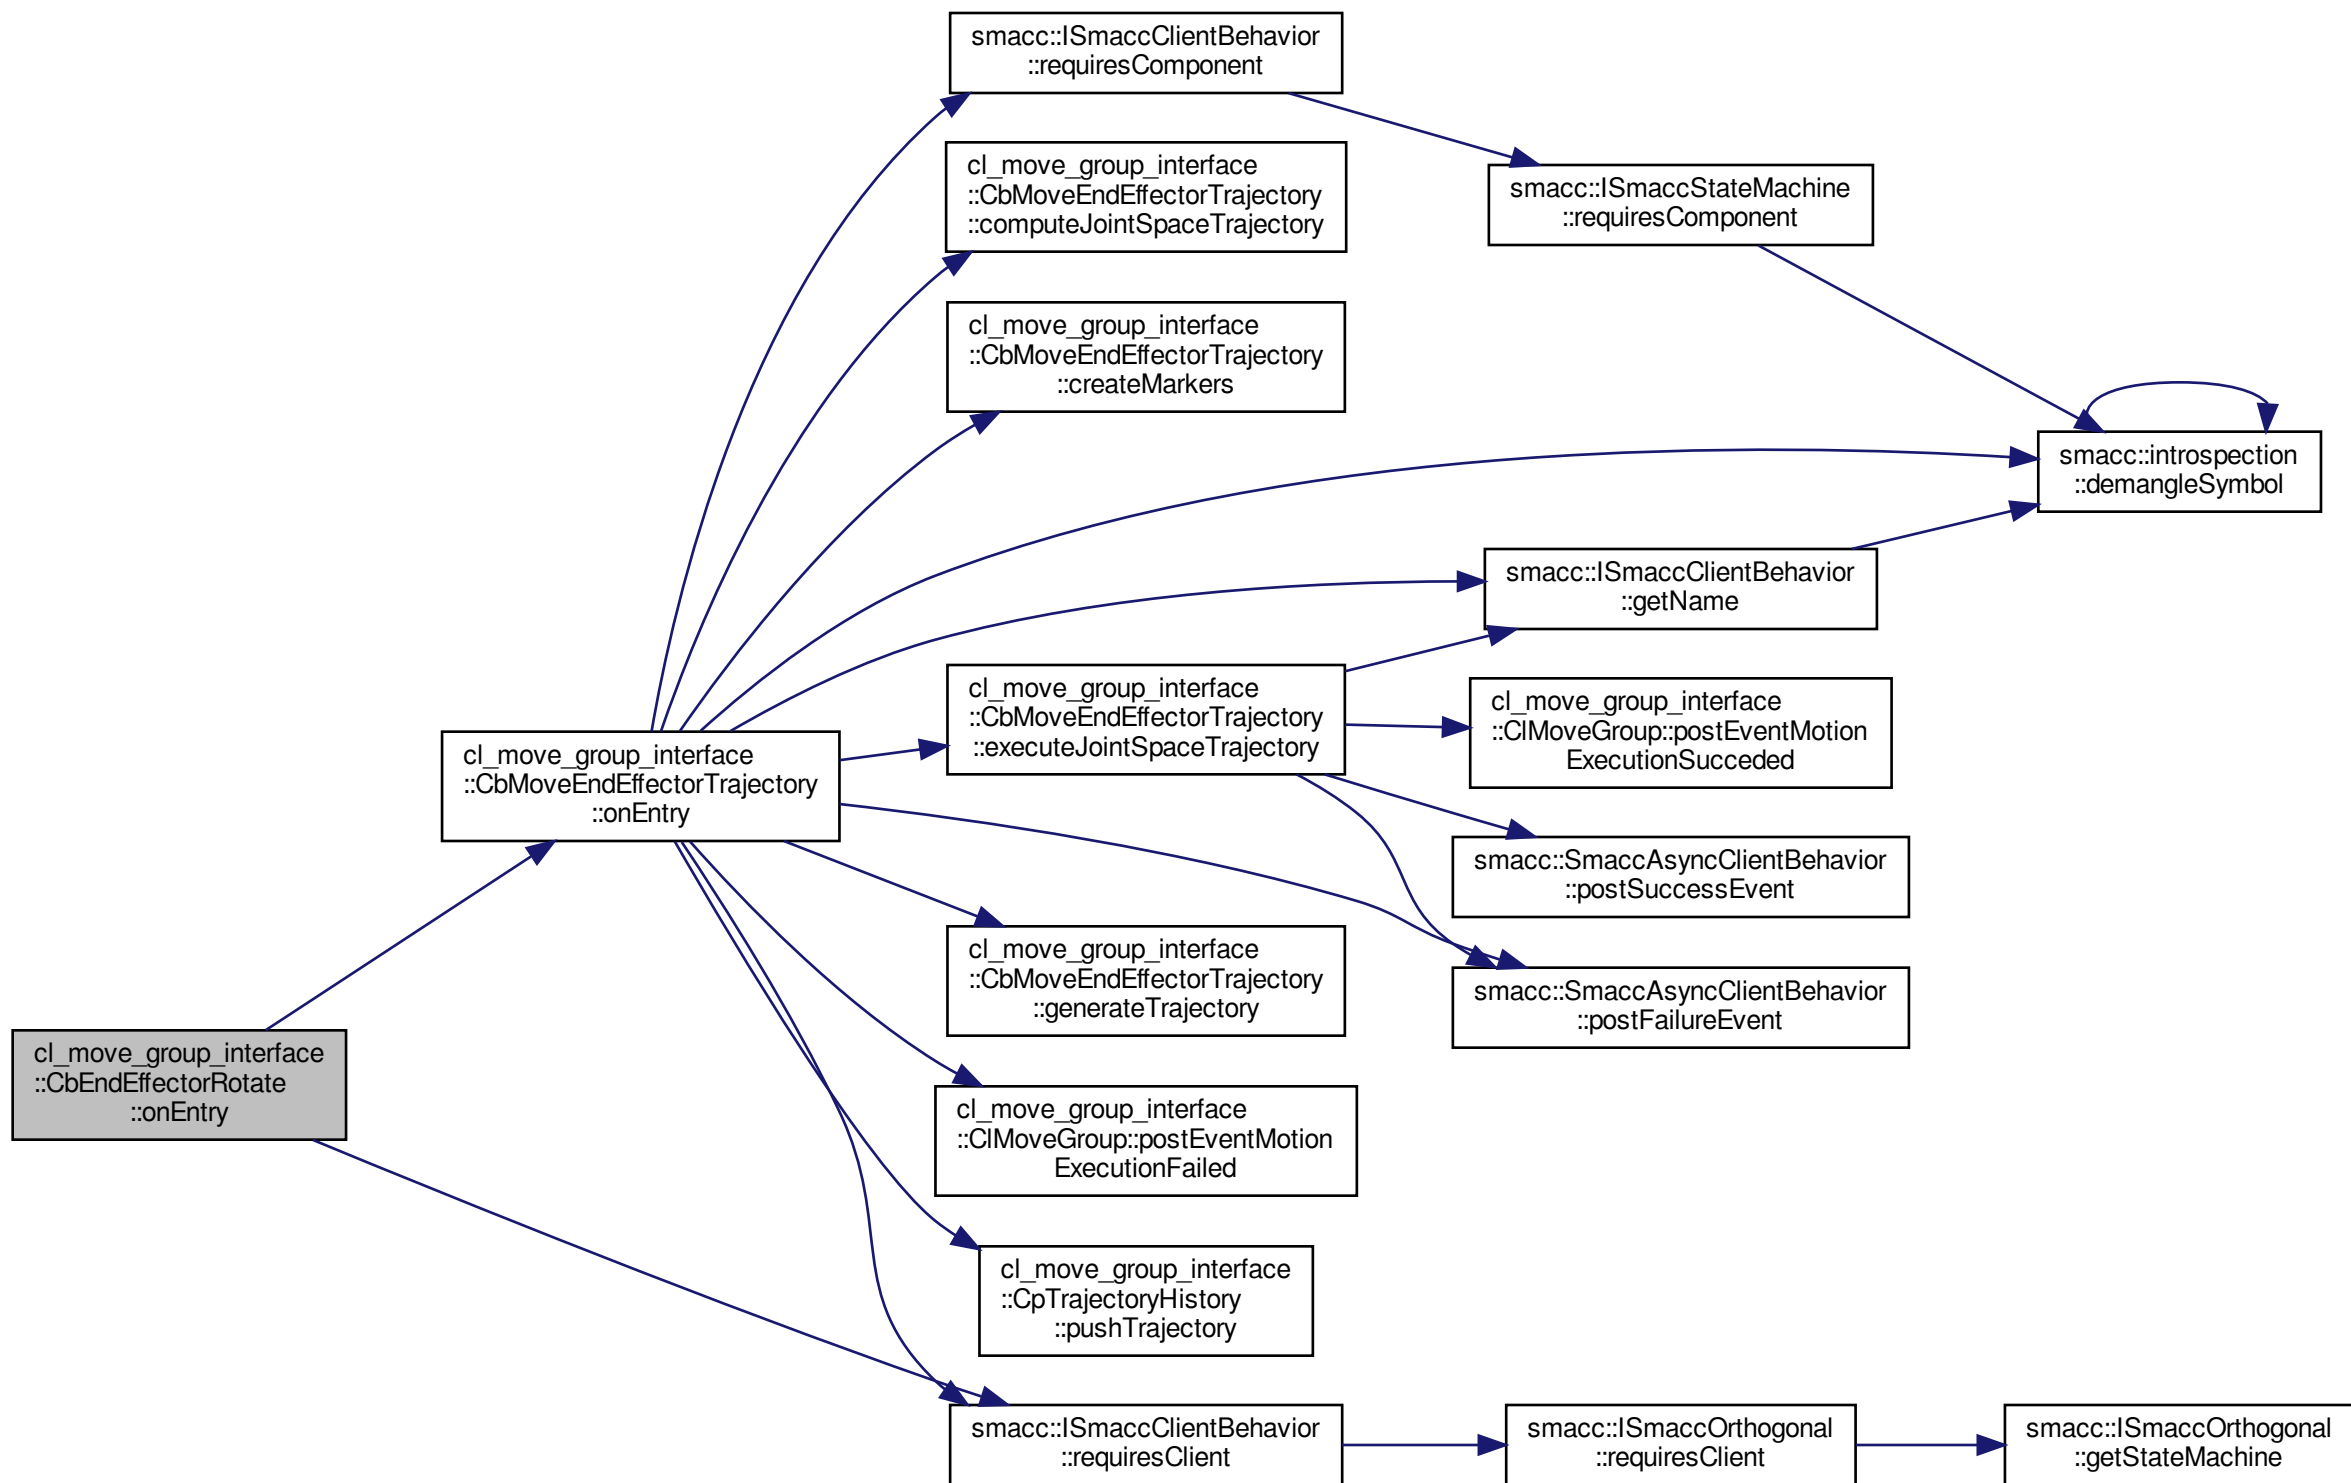 smacc::ISmaccClientBehavior
::requiresComponent
cl_move_group_interface
::CbMoveEndEffectorTrajectory
::computeJointSpaceTrajectory
smacc::ISmaccStateMachine
::requiresComponent
cl_move_group_interface
::CbMoveEndEffectorTrajectory
::createMarkers
smacc::introspection
::demangleSymbol
smacc::ISmaccClientBehavior
::getName
cl_move_group_interface
::CbMoveEndEffectorTrajectory
::executeJointSpaceTrajectory
cl_move_group_interface
::ClMoveGroup::postEventMotion
ExecutionSucceded
cl_move_group_interface
::CbMoveEndEffectorTrajectory
::onEntry
smacc::SmaccAsyncClientBehavior
::postSuccessEvent
cl_move_group_interface
::CbMoveEndEffectorTrajectory
::generateTrajectory
smacc::SmaccAsyncClientBehavior
::postFailureEvent
cl_move_group_interface
::CbEndEffectorRotate
::onEntry
cl_move_group_interface
::ClMoveGroup::postEventMotion
ExecutionFailed
cl_move_group_interface
::CpTrajectoryHistory
::pushTrajectory
smacc::ISmaccClientBehavior
::requiresClient
smacc::ISmaccOrthogonal
::requiresClient
smacc::ISmaccOrthogonal
::getStateMachine